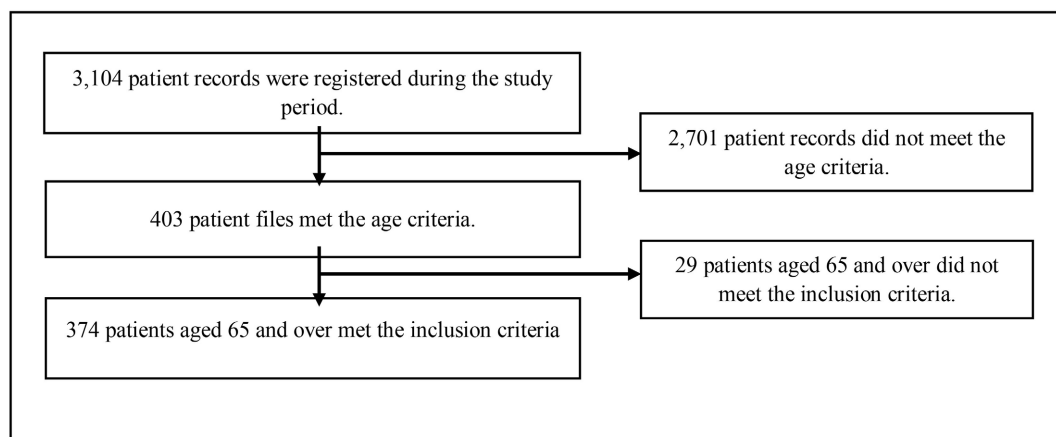 3,104 patient records were registered during the study
period.
2,701 patient records did not meet the
age criteria.
403 patient files met the age criteria.
29 patients aged 65 and over did not
meet the inclusion criteria.
374 patients aged 65 and over met the inclusion criteria